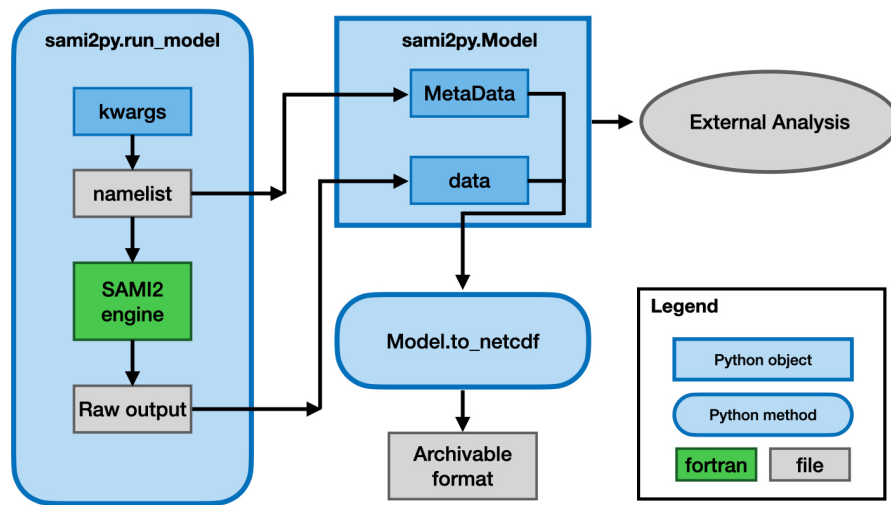 sami2py.run_model
kwargs
namelist
SAMI2
engine
Raw output
sami2py.Model
MetaData
data
External Analysis
Model.to_netcdf
Archivable
format
Legend
Python object
Python method
fortran
file